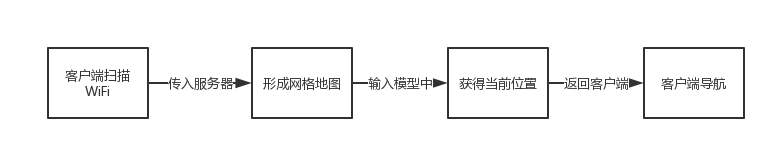 客户端扫描
WiFi
传入服务器
形成网格地图
输入模型中
获得当前位置
返回客户端
客户端导航